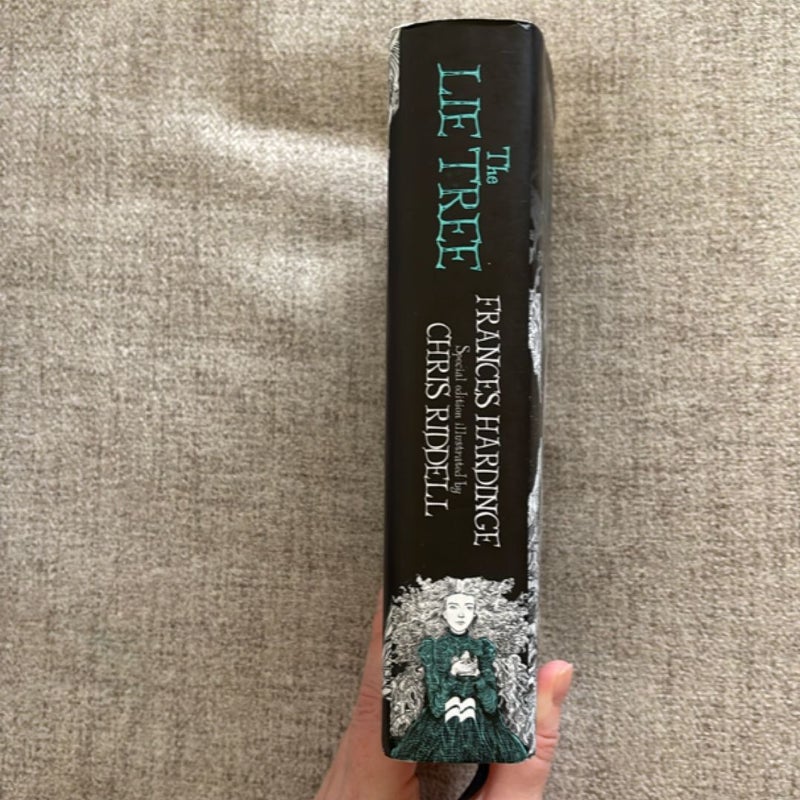 The
LIE TREE
FRANCES HARDINGE
Special edition illustrated by
CHRIS RIDDELL